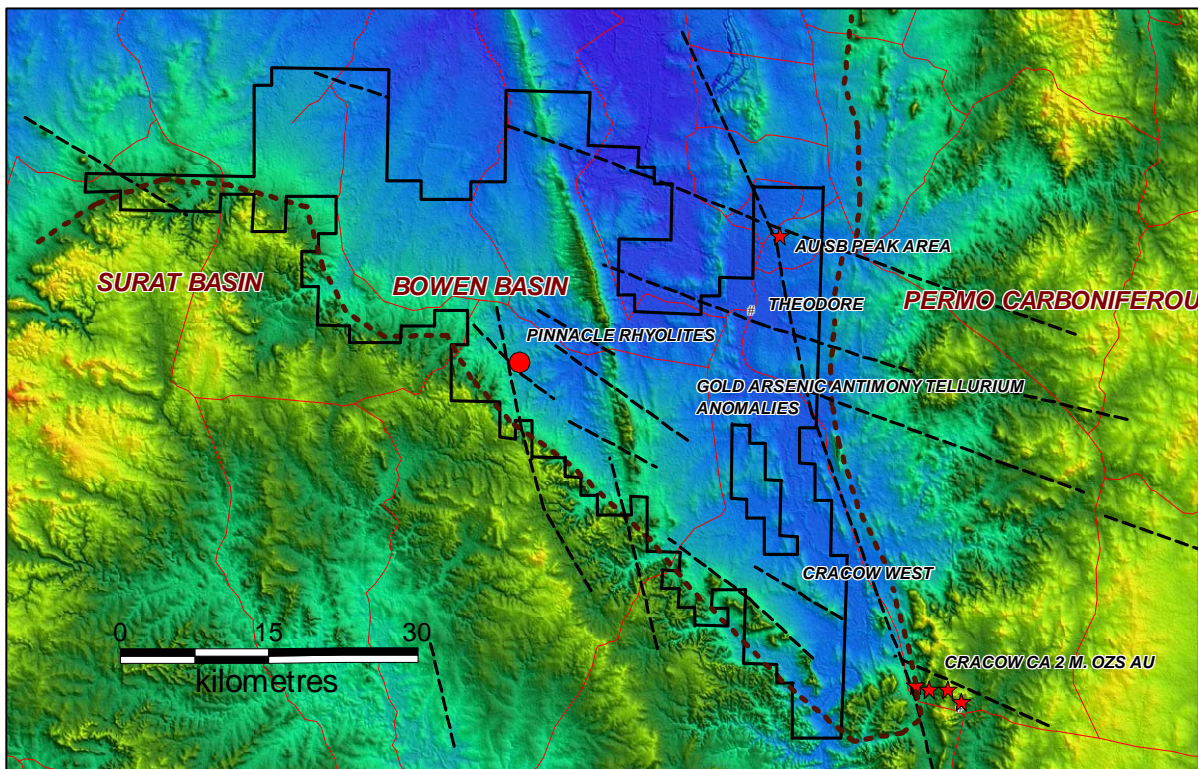 AU SB PEAK AREA
SURAT BASIN
BOWEN BASIN
PERMO CARBONIFEROU
#
THEODORE
PINNACLE RHYOLITES
GOLD ARSENIC ANTIMONY TELLURIUM
ANOMALIES
CRACOW WEST
0 15 30
kilometres
CRACOW CA 2 M. OZS AU